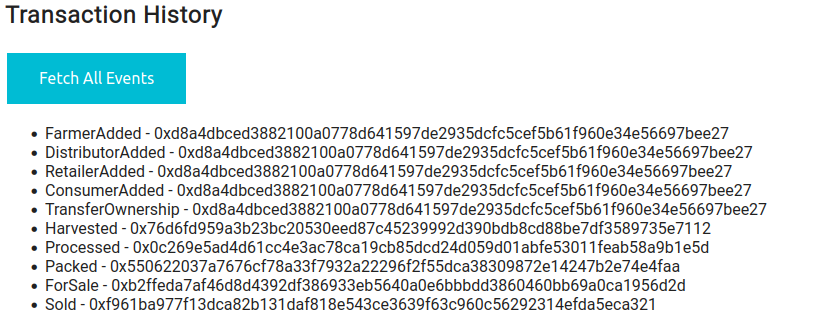 Transaction History
Fetch All Events
FarmerAdded - 0xd8a4dbced3882100a0778d641597de2935dcfc5cef5b61f960e34e56697bee27
DistributorAdded - 0xd8a4dbced3882100a0778d641597de2935dcfc5cef5b61f960e34e56697bee27
RetailerAdded - 0xd8a4dbced3882100a0778d641597de2935dcfc5cef5b61f960e34e56697bee27
ConsumerAdded - 0xd8a4dbced3882100a0778d641597de2935dcfc5cef5b61f960e34e56697bee27
TransferOwnership - 0xd8a4dbced3882100a0778d641597de2935dcfc5cef5b61f960e34e56697bee27
Harvested - 0x76d6fd959a3b23bc20530eed87c45239992d390bdb8cd88be7df3589735e7112
Processed - 0x0c269e5ad4d61cc4e3ac78ca19cb85dcd24d059d01abfe53011feab58a9b1e5d
Packed - 0x550622037a7676cf78a33f7932a22296f2f55dca38309872e14247b2e74e4faa
ForSale - 0xb2ffeda7af46d8d4392df386933eb5640a0e6bbbdd3860460bb69a0ca1956d2d
Sold - 0xf961ba977f13dca82b131daf818e543ce3639f63c960c56292314efda5eca321